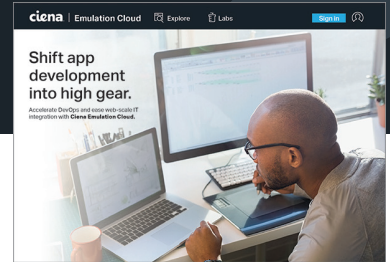 ciena | Emulation Cloud Explore Labs Sign in
Shift app
development
into high gear.
Accelerate DevOps and ease web-scale IT
integration with Ciena Emulation Cloud.